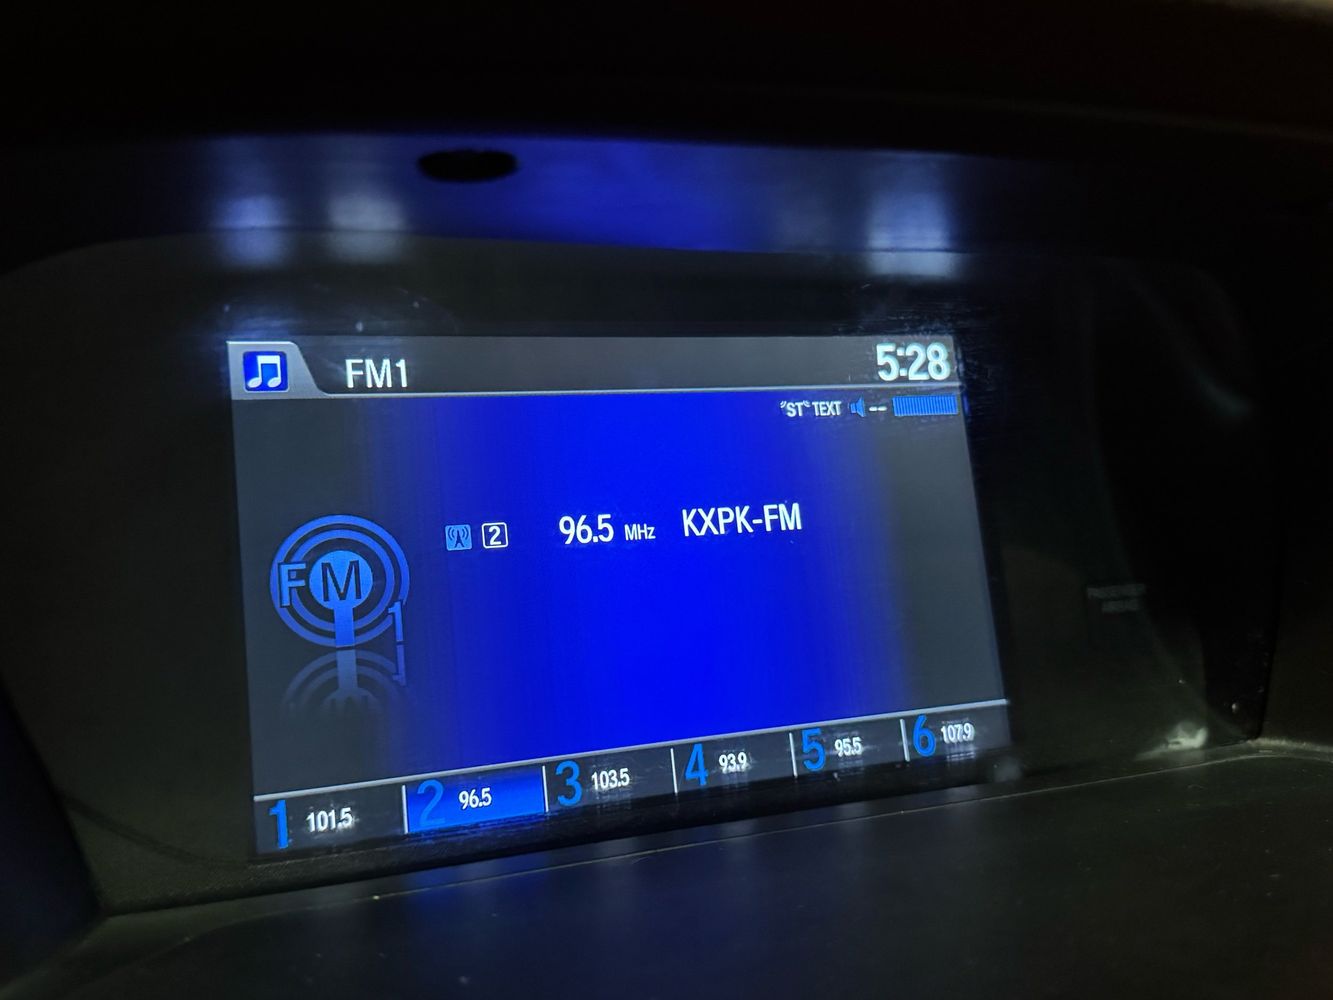 FM1 5:28
"ST" TEXT --
2 96.5 MHz KXPK-FM
FM
1
1 101.5 2 96.5 3 103.5 4 93.9 5 95.5 6 107.9